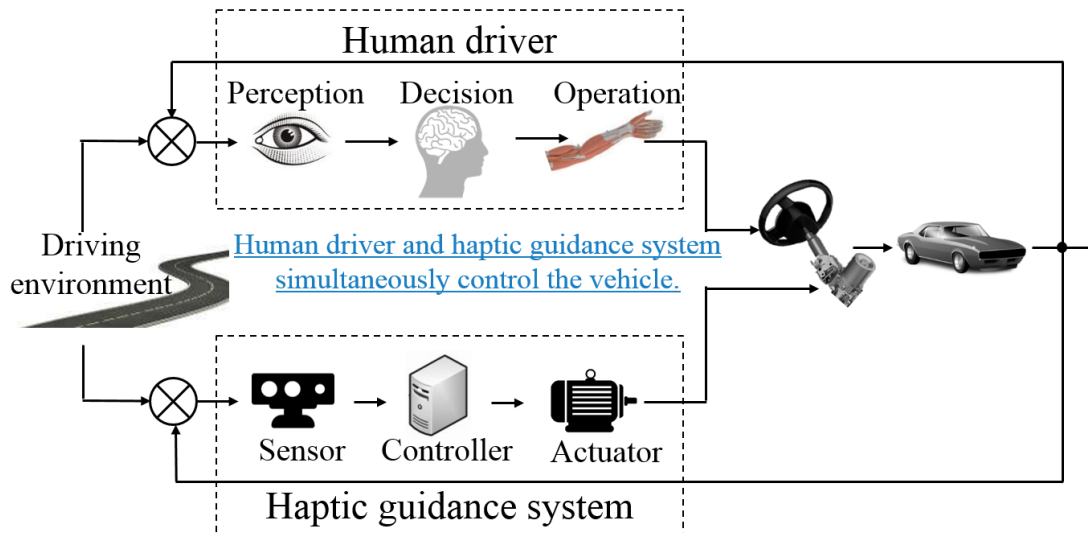 Human driver
Perception
Decision
Operation
Driving
environment
Human driver and haptic guidance system
simultaneously control the vehicle.
Sensor
Controller
Actuator
Haptic guidance system